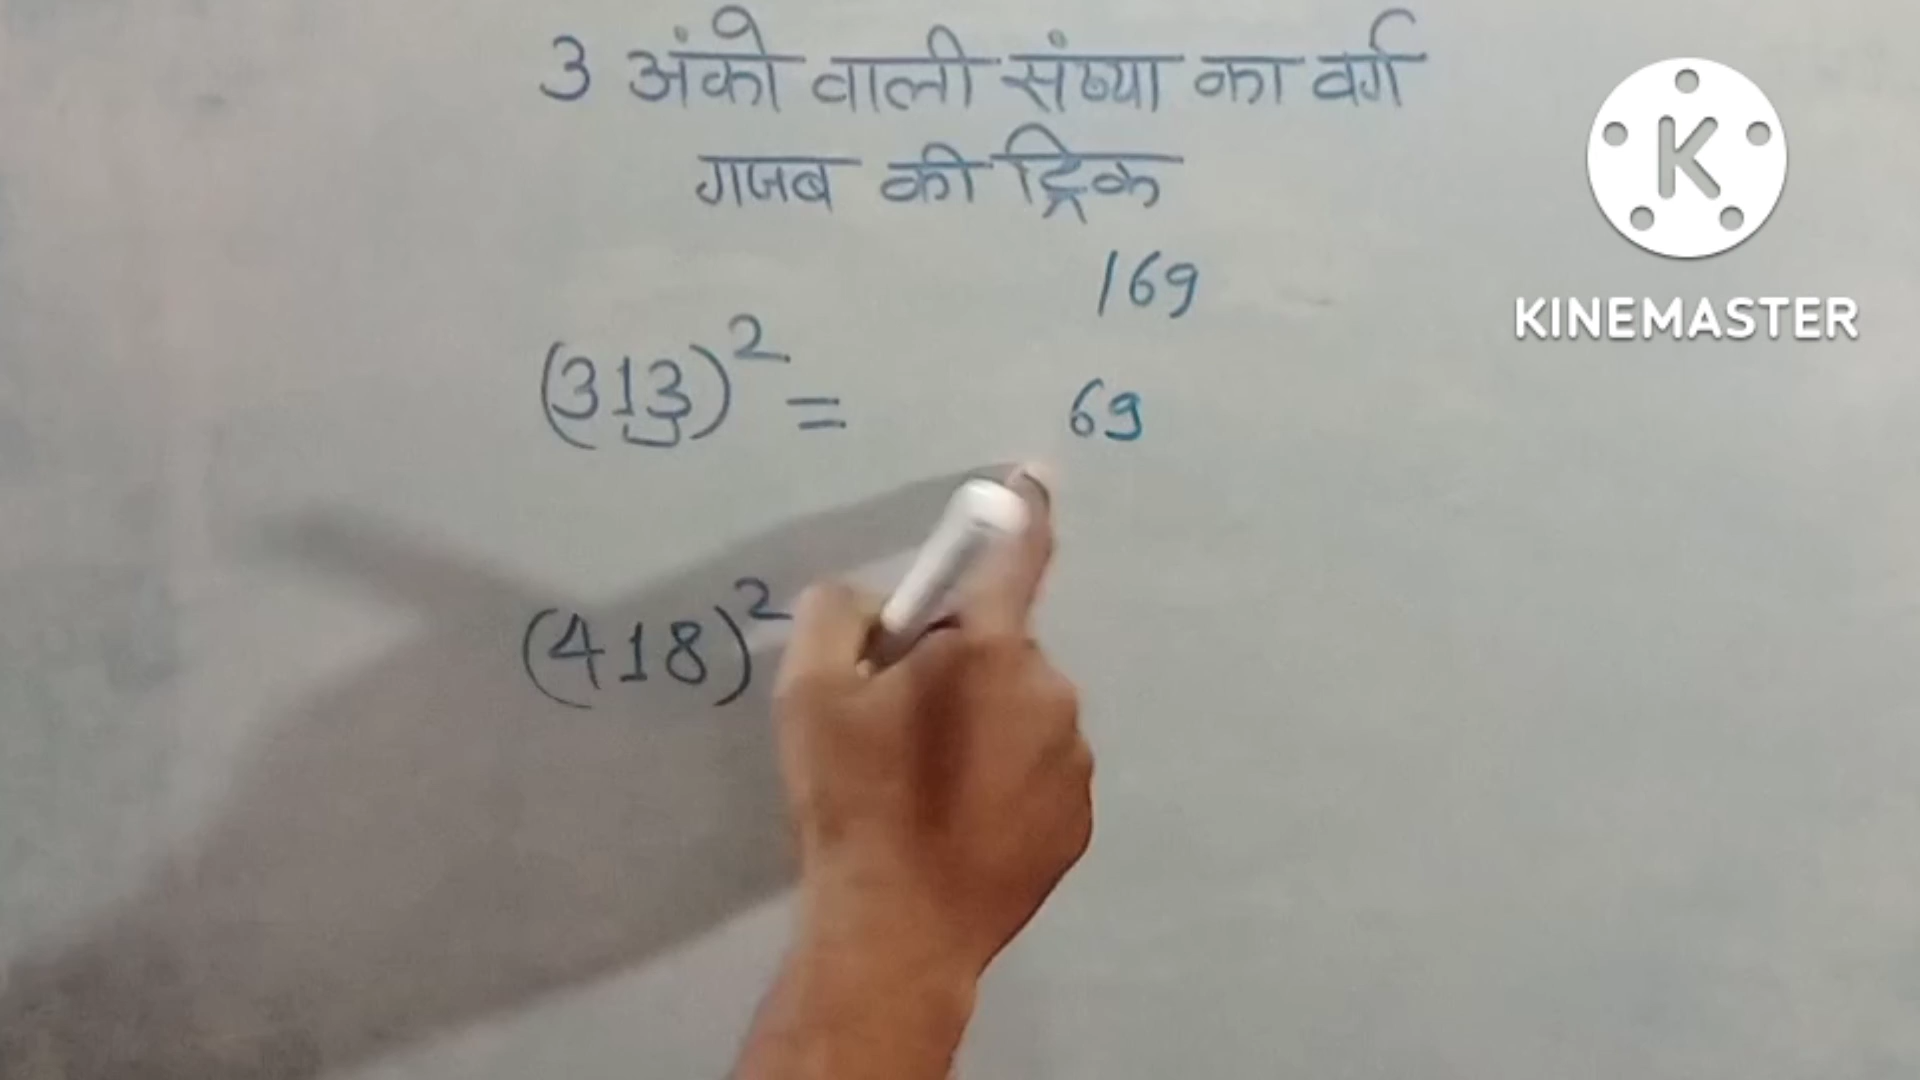 3 अंको वाली संख्या का वर्ग
गजब की ट्रिक
169
(313)² = 69
(418)²
K
KINEMASTER